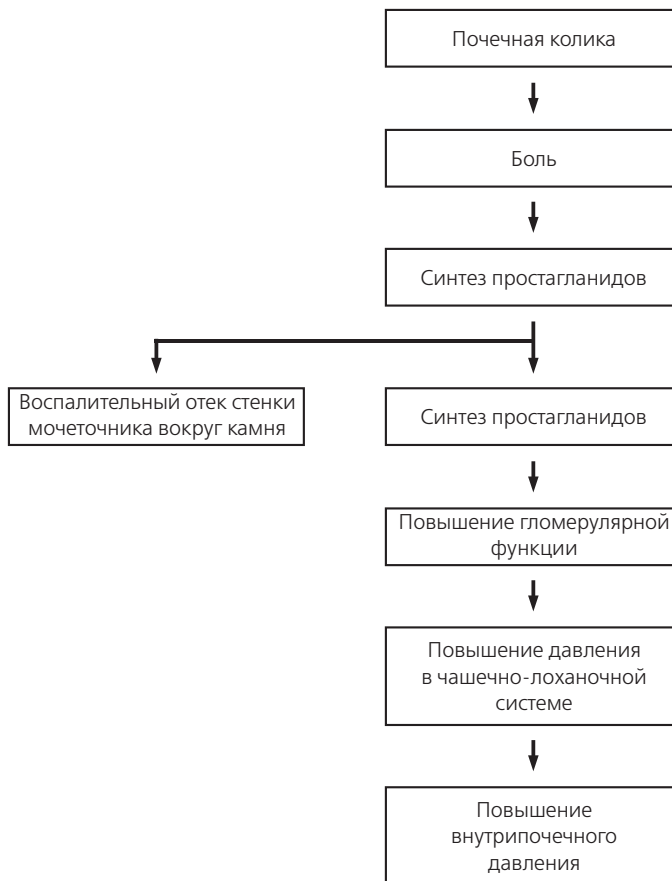 Почечная колика
Боль
Синтез простагланидов
Воспалительный отек стенки
мочеточника вокруг камня
Синтез простагланидов
Повышение гломерулярной
функции
Повышение давления
в чашечно-лоханочной
системе
Повышение
внутрипочечного
давления